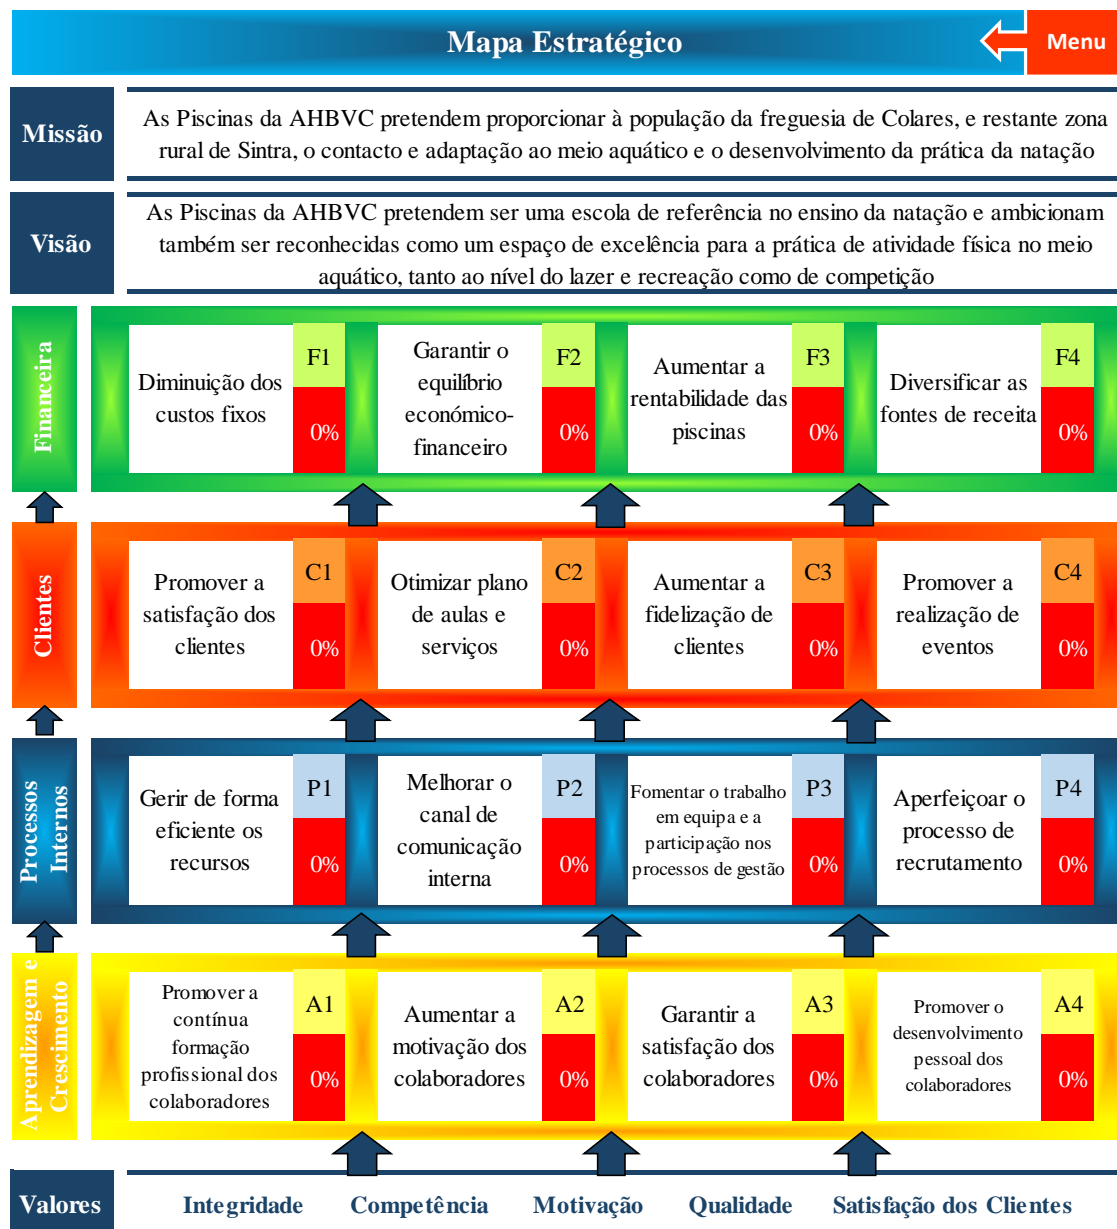 Mapa Estratégico
Menu
Missão
As Piscinas da AHBVC pretendem proporcionar à população da freguesia de Colares, e restante zona
rural de Sintra, o contacto e adaptação ao meio aquático e o desenvolvimento da prática da natação
Visão
As Piscinas da AHBVC pretendem ser uma escola de referência no ensino da natação e ambicionam
também ser reconhecidas como um espaço de excelência para a prática de atividade física no meio
aquático, tanto ao nível do lazer e recreação como de competição
Financeira
Diminuição dos
custos fixos
F1
0%
Garantir o
equilíbrio
económico-
financeiro
F2
0%
Aumentar a
rentabilidade das
piscinas
F3
0%
Diversificar as
fontes de receita
F4
0%
Clientes
Promover a
satisfação dos
clientes
C1
0%
Otimizar plano
de aulas e
serviços
C2
0%
Aumentar a
fidelização de
clientes
C3
0%
Promover a
realização de
eventos
C4
0%
Processos
Internos
Gerir de forma
eficiente os
recursos
P1
0%
Melhorar o
canal de
comunicação
interna
P2
0%
Fomentar o trabalho
em equipa e a
participação nos
processos de gestão
P3
0%
Aperfeiçoar o
processo de
recrutamento
P4
0%
Aprendizagem e
Crescimento
Promover a
contínua
formação
profissional dos
colaboradores
A1
0%
Aumentar a
motivação dos
colaboradores
A2
0%
Garantir a
satisfação dos
colaboradores
A3
0%
Promover o
desenvolvimento
pessoal dos
colaboradores
A4
0%
Valores
Integridade Competência Motivação Qualidade Satisfação dos Clientes